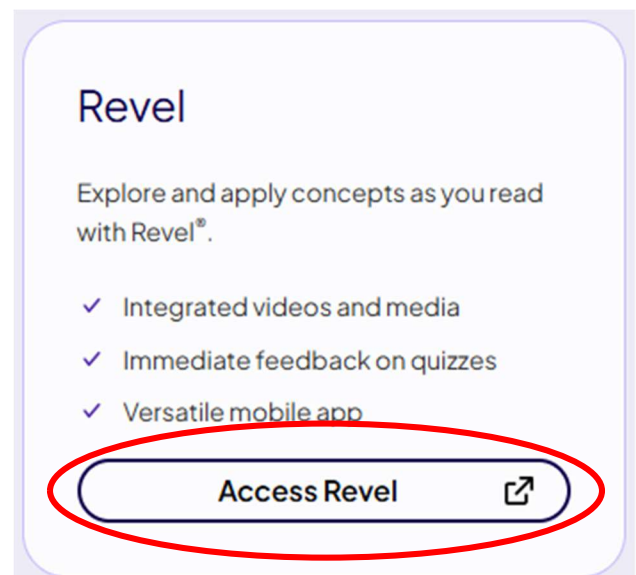 Revel
Explore and apply concepts as you read
with Revel®.
Integrated videos and media
Immediate feedback on quizzes
Versatile mobile app
Access Revel